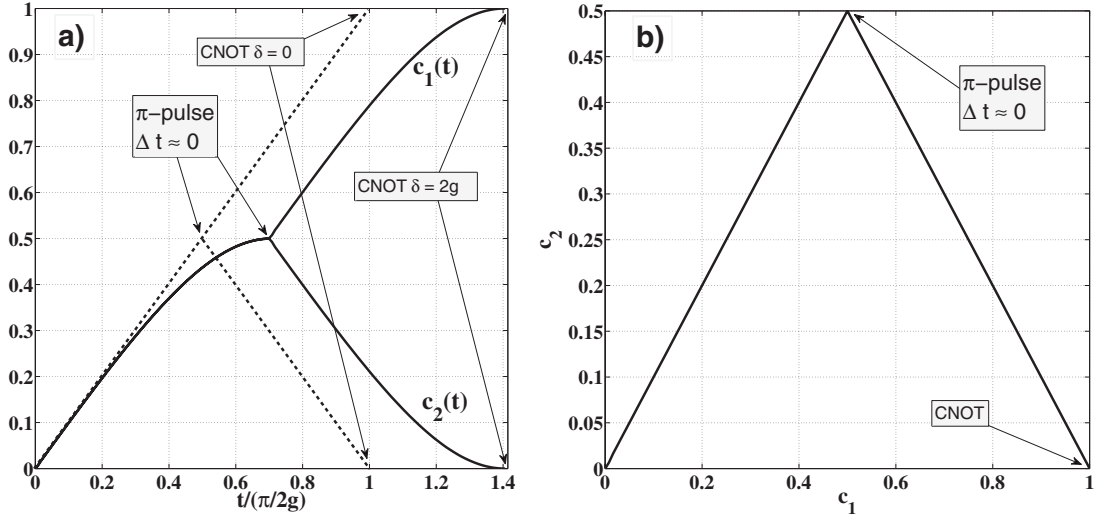 a)
1
0.9
0.8
0.7
0.6
0.5
0.4
0.3
0.2
0.1
0
CNOT δ = 0
π−pulse
Δ t ≈ 0
c1(t)
CNOT δ = 2g
c2(t)
0 0.2 0.4 0.6 0.8 1 1.2 1.4
t/(π/2g)
b)
0.5
0.45
0.4
0.35
0.3
0.25
0.2
0.15
0.1
0.05
0
c2
π−pulse
Δ t ≈ 0
CNOT
0 0.2 0.4 0.6 0.8 1
c1